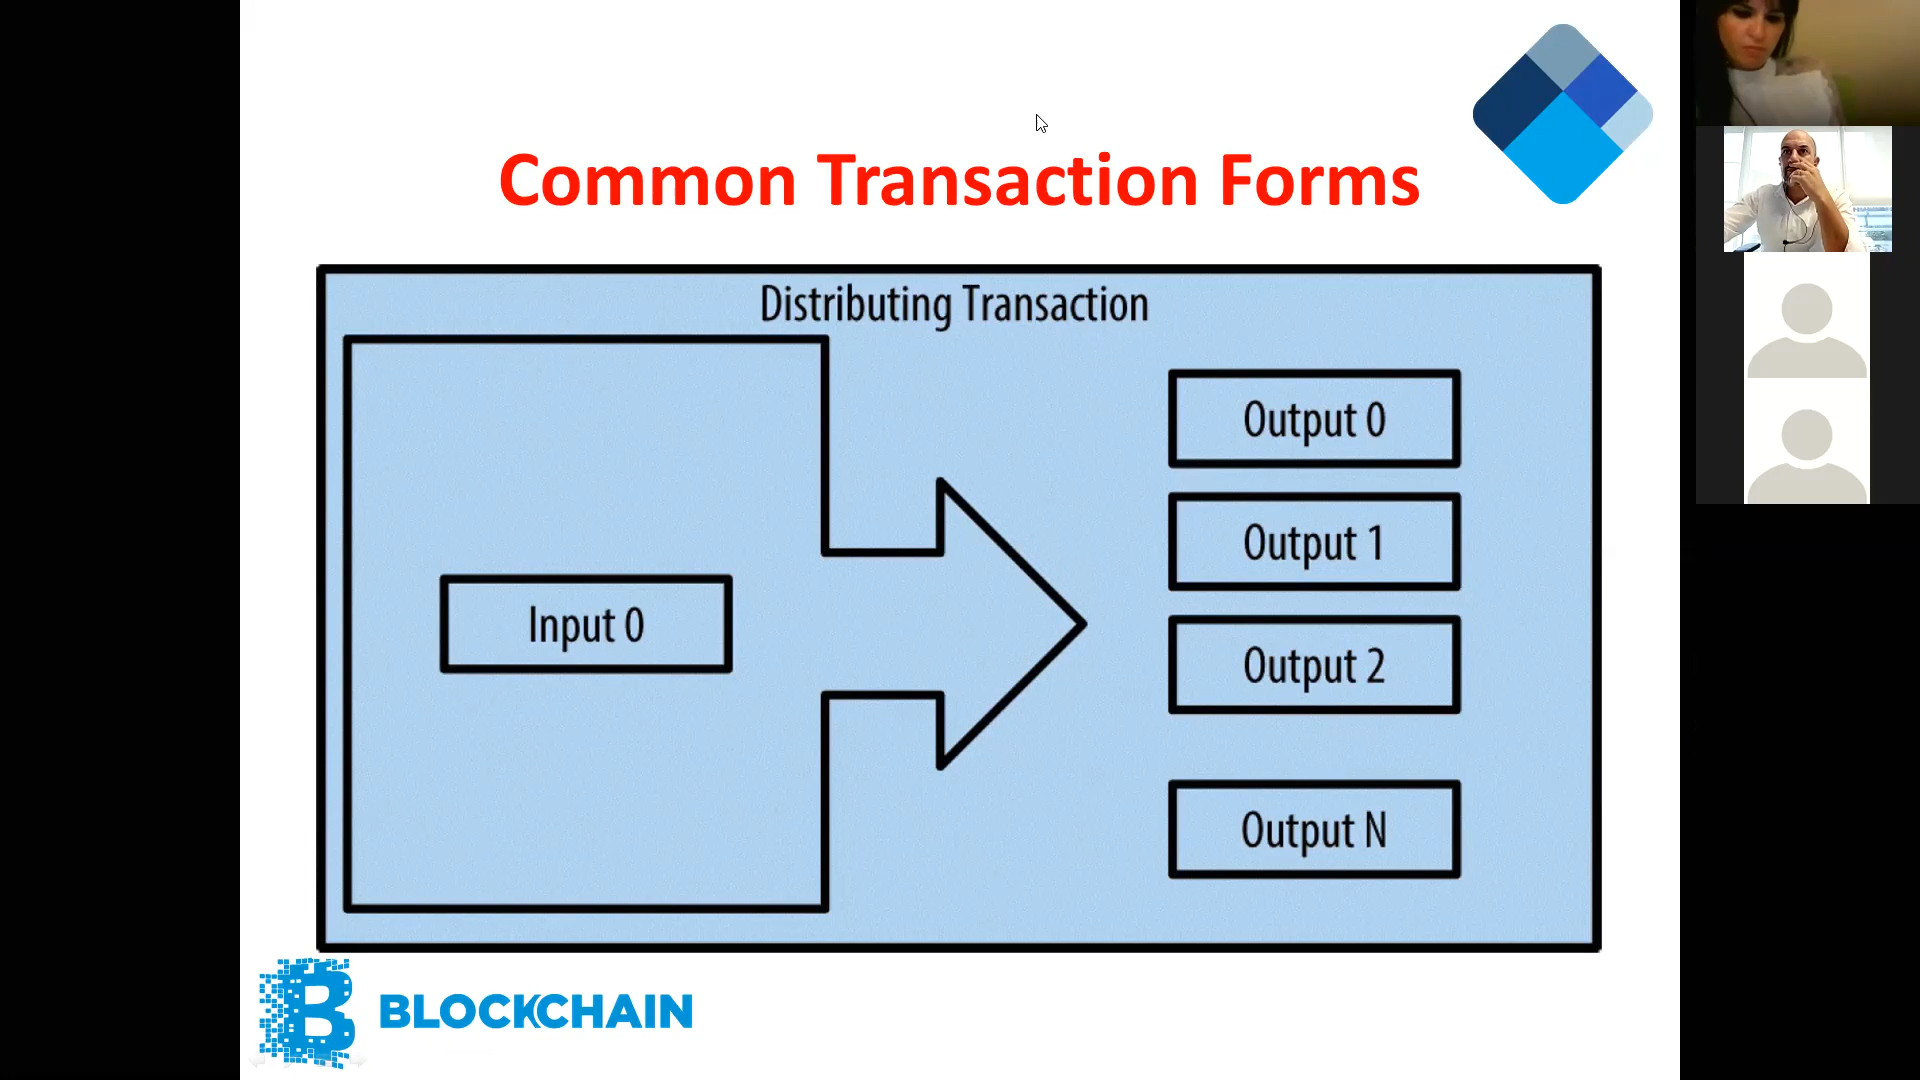 Common Transaction Forms
Distributing Transaction
Input 0
Output 0
Output 1
Output 2
Output N
BLOCKCHAIN